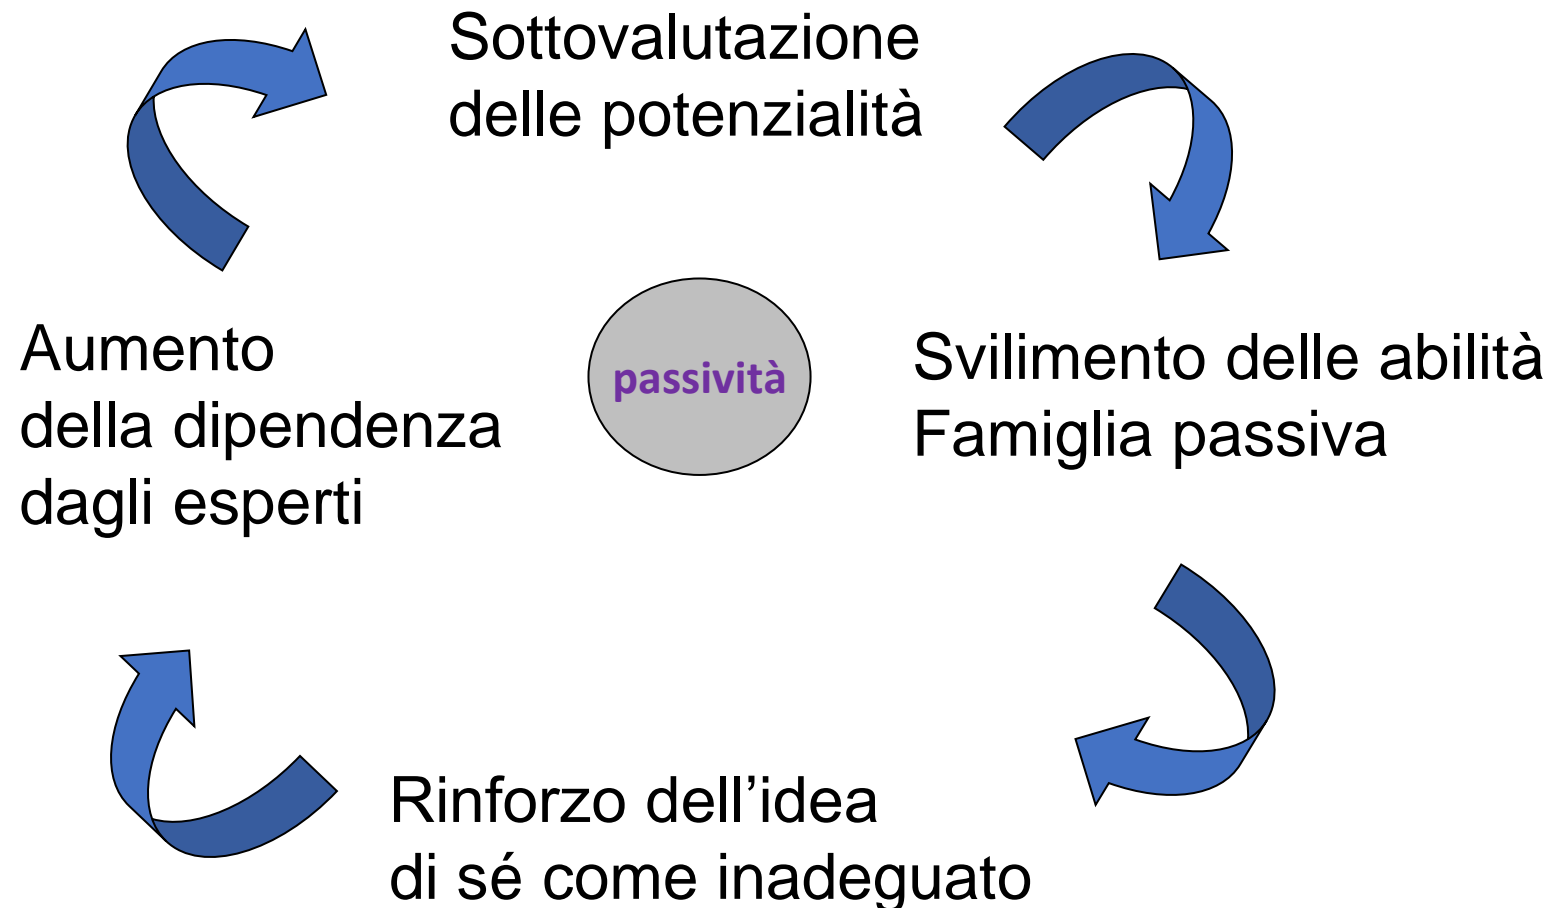 Sottovalutazione
delle potenzialità
Aumento
della dipendenza
dagli esperti
passività
Svilimento delle abilità
Famiglia passiva
Rinforzo dell’idea
di sé come inadeguato